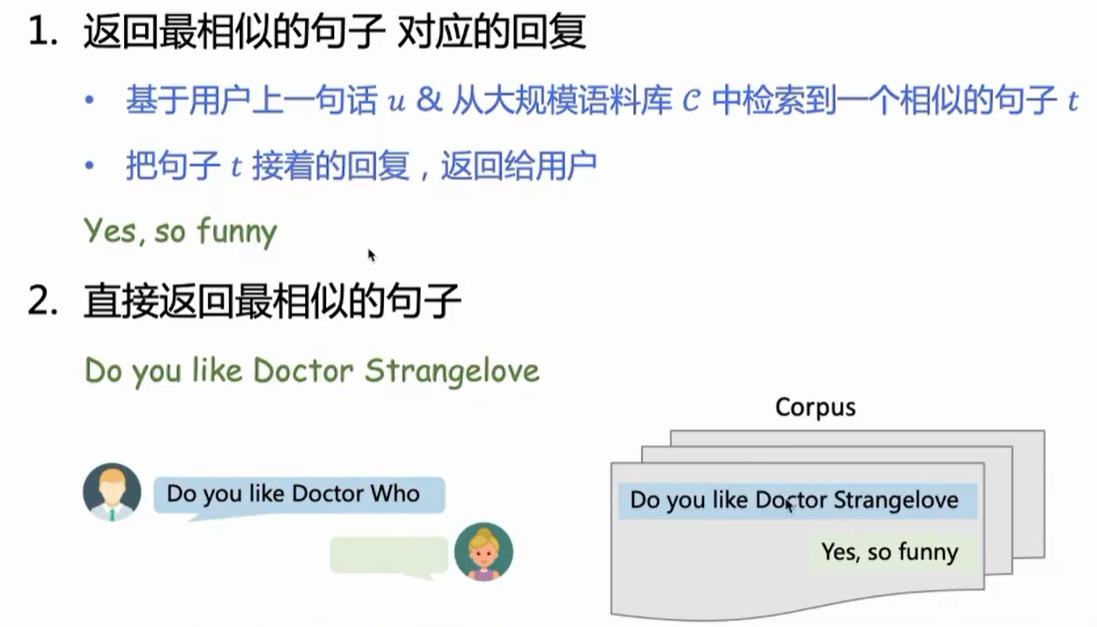 1. 返回最相似的句子 对应的回复
• 基于用户上一句话 u & 从大规模语料库 C 中检索到一个相似的句子 t
• 把句子 t 接着的回复，返回给用户
Yes, so funny
2. 直接返回最相似的句子
Do you like Doctor Strangelove
Corpus
Do you like Doctor Who
Do you like Doctor Strangelove
Yes, so funny